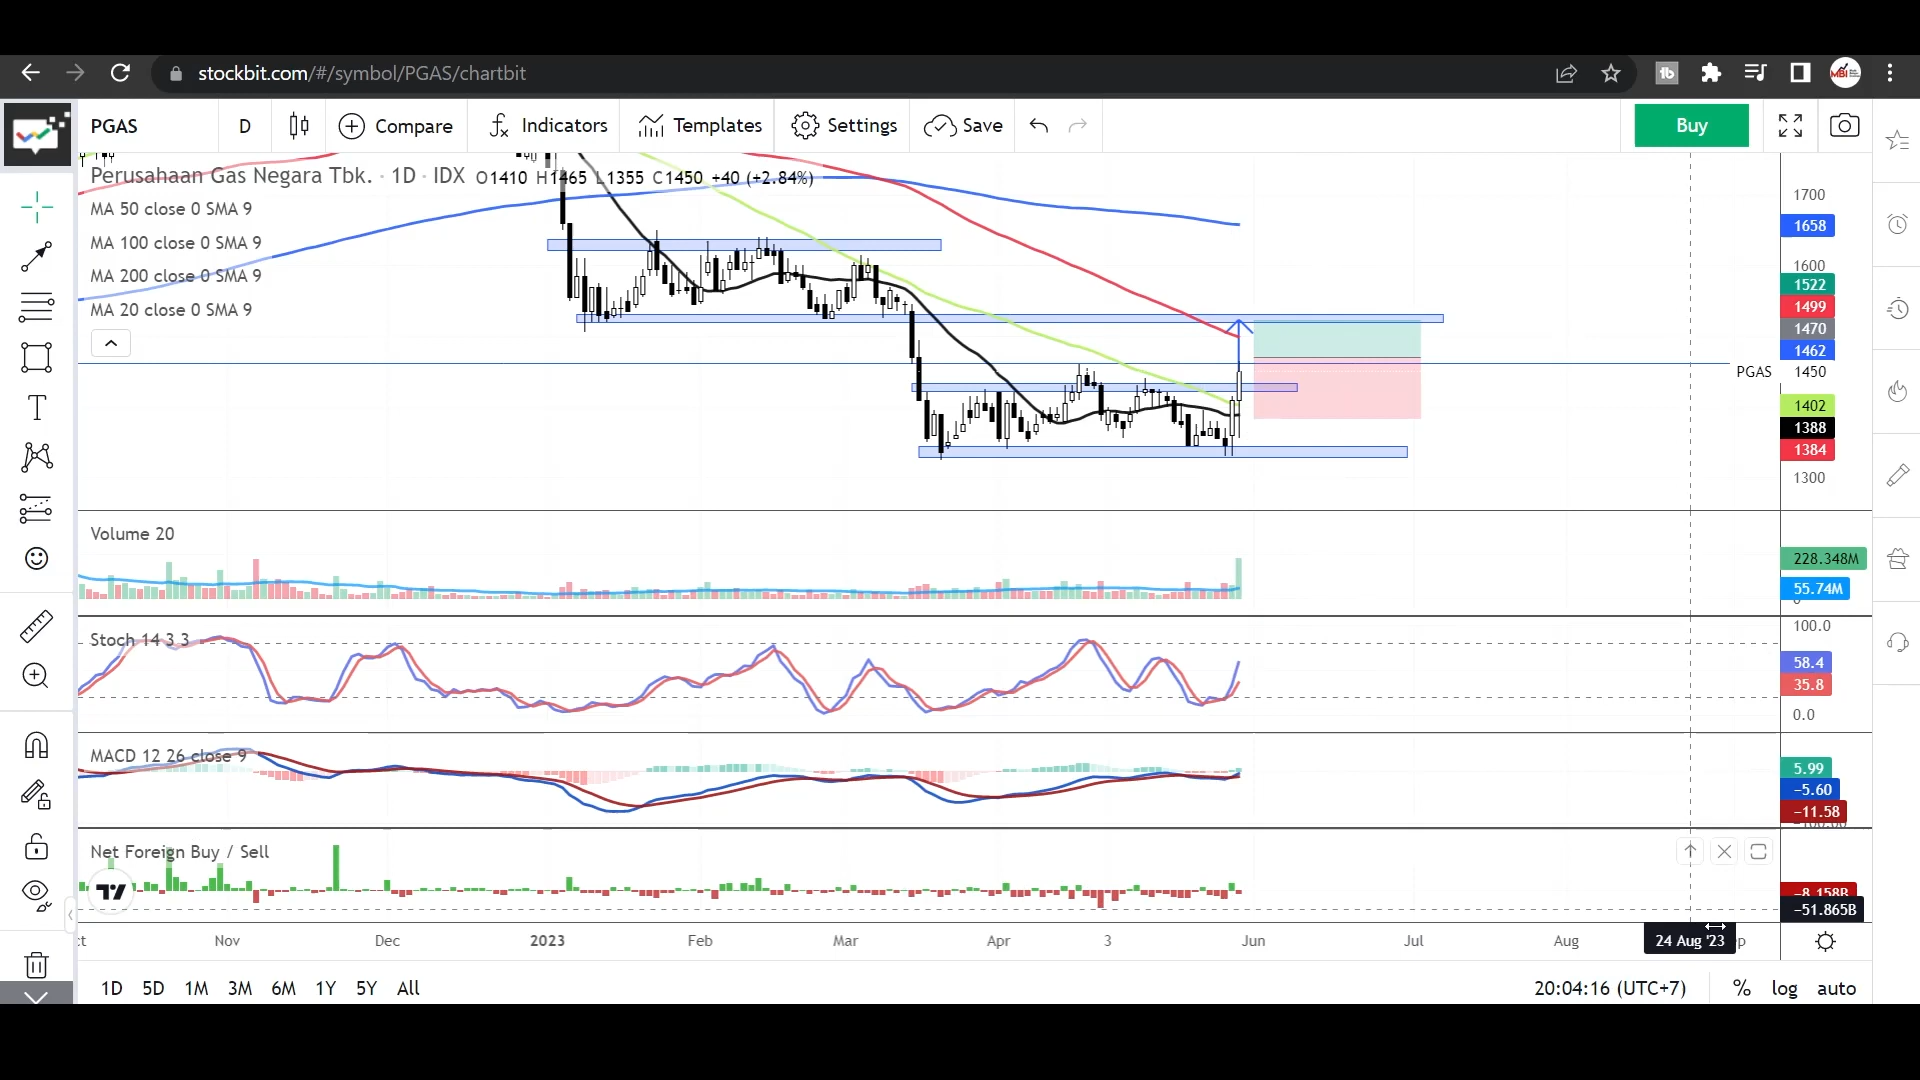 stockbit.com/#/symbol/PGAS/chartbit
PGAS D Compare Indicators Templates Settings Save Buy
Perusahaan Gas Negara Tbk. · 1D · IDX O1410 H1465 L1355 C1450 +40 (+2.84%)
MA 50 close 0 SMA 9
MA 100 close 0 SMA 9
MA 200 close 0 SMA 9
MA 20 close 0 SMA 9
1700
1658
1600
1522
1499
1470
1462
PGAS 1450
1402
1388
1384
1300
Volume 20
228.348M
55.74M
Stoch 14 3 3
100.0
58.4
35.8
0.0
MACD 12 26 close 9
5.99
−5.60
−11.58
Net Foreign Buy / Sell
−8.158B
−51.865B
Nov Dec 2023 Feb Mar Apr 3 Jun Jul Aug 24 Aug '23
1D 5D 1M 3M 6M 1Y 5Y All 20:04:16 (UTC+7) % log auto